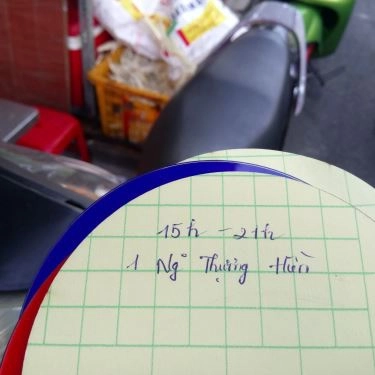 15h - 21h
1 Ngõ Thượng Hiền